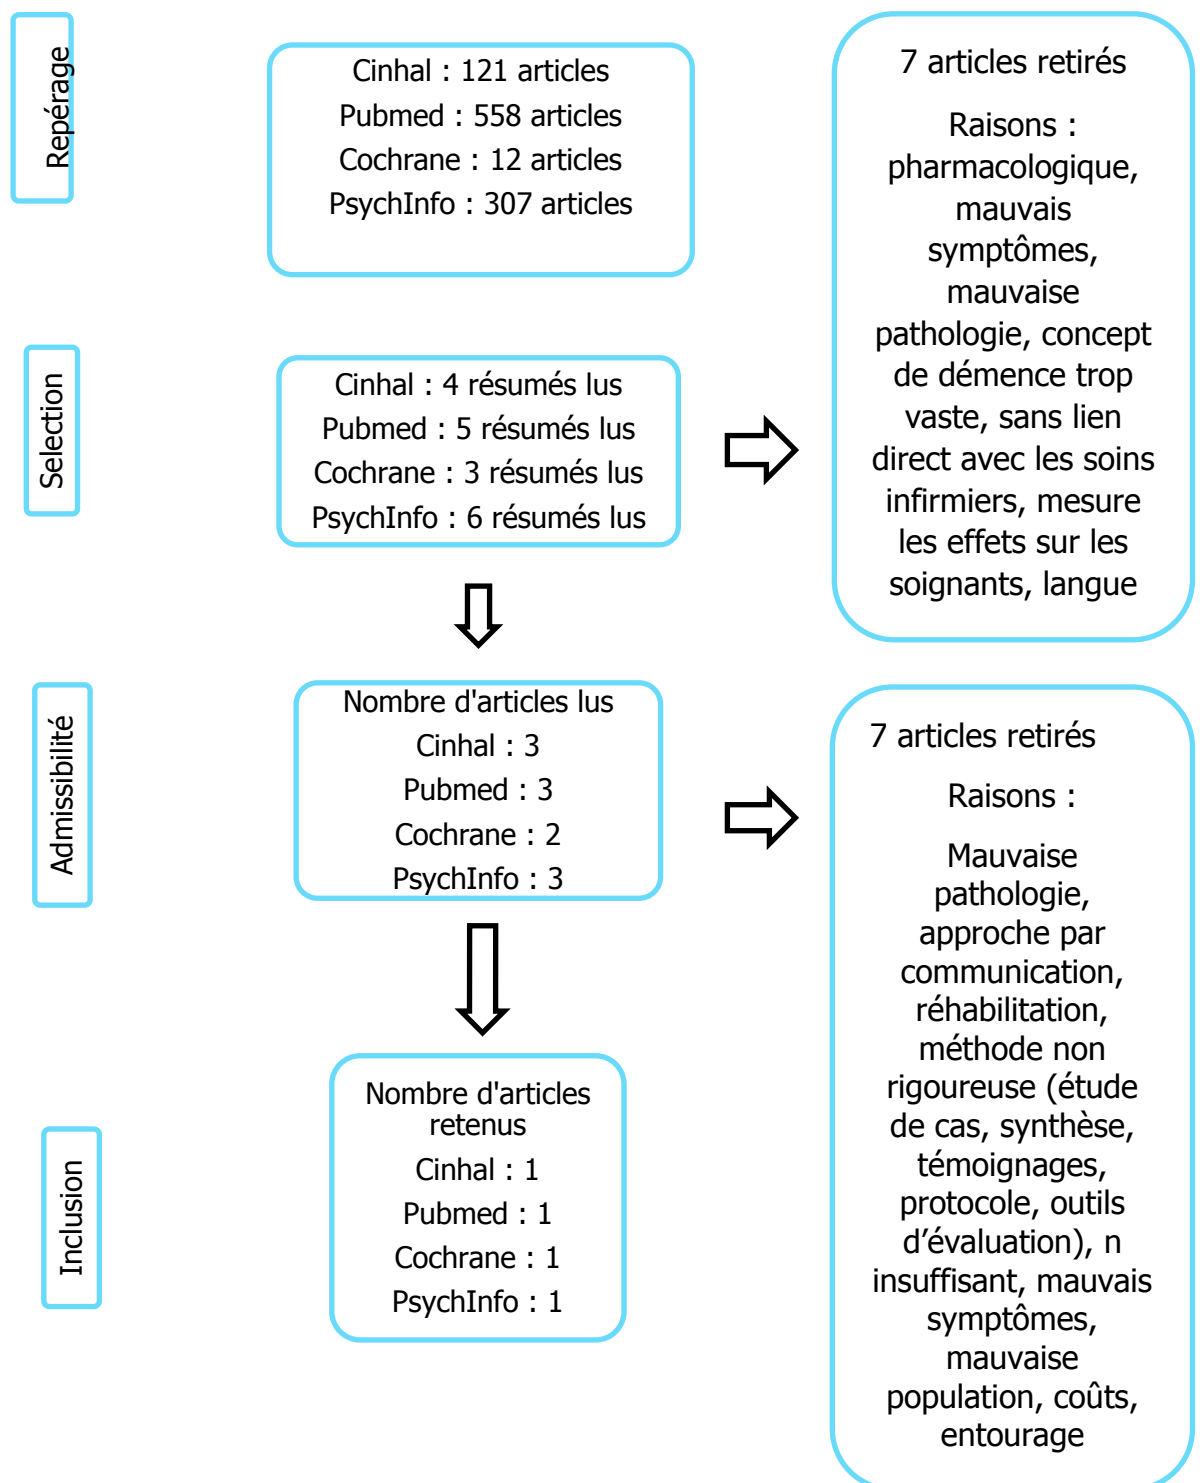 Repérage
Cinhal : 121 articles
Pubmed : 558 articles
Cochrane : 12 articles
PsychInfo : 307 articles
7 articles retirés
Raisons :
pharmacologique,
mauvais
symptômes,
mauvaise
pathologie, concept
de démence trop
vaste, sans lien
direct avec les soins
infirmiers, mesure
les effets sur les
soignants, langue
Selection
Cinhal : 4 résumés lus
Pubmed : 5 résumés lus
Cochrane : 3 résumés lus
PsychInfo : 6 résumés lus
Admissibilité
Nombre d'articles lus
Cinhal : 3
Pubmed : 3
Cochrane : 2
PsychInfo : 3
7 articles retirés
Raisons :
Mauvaise
pathologie,
approche par
communication,
réhabilitation,
méthode non
rigoureuse (étude
de cas, synthèse,
témoignages,
protocole, outils
d’évaluation), n
insuffisant, mauvais
symptômes,
mauvaise
population, coûts,
entourage
Inclusion
Nombre d'articles
retenus
Cinhal : 1
Pubmed : 1
Cochrane : 1
PsychInfo : 1